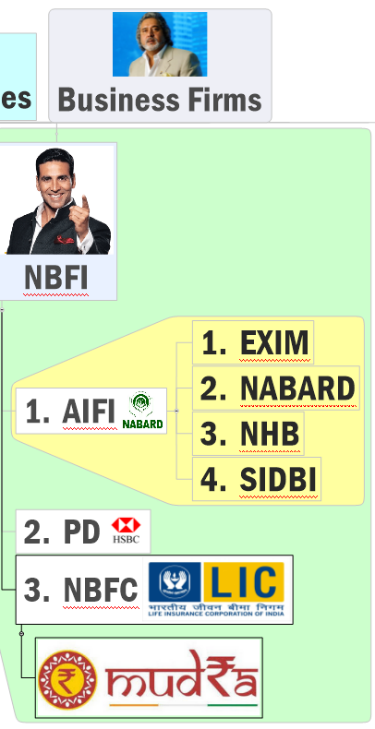 es
Business Firms
NBFI
1. EXIM
2. NABARD
3. NHB
4. SIDBI
1. AIFI
NABARD
2. PD
HSBC
3. NBFC
LIC
भारतीय जीवन बीमा निगम
LIFE INSURANCE CORPORATION OF INDIA
₹
mud₹a